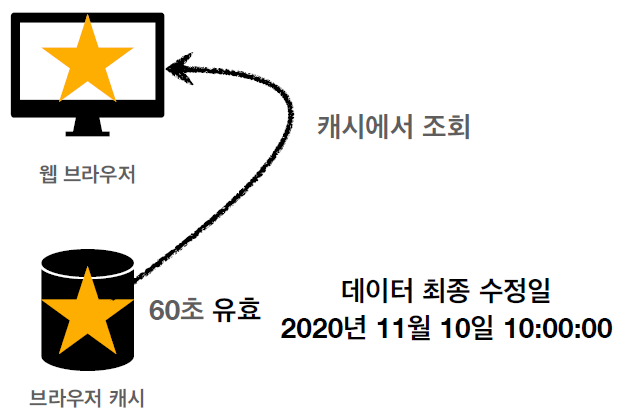 캐시에서 조회
웹 브라우저
데이터 최종 수정일
60초 유효
2020년 11월 10일 10:00:00
브라우저 캐시